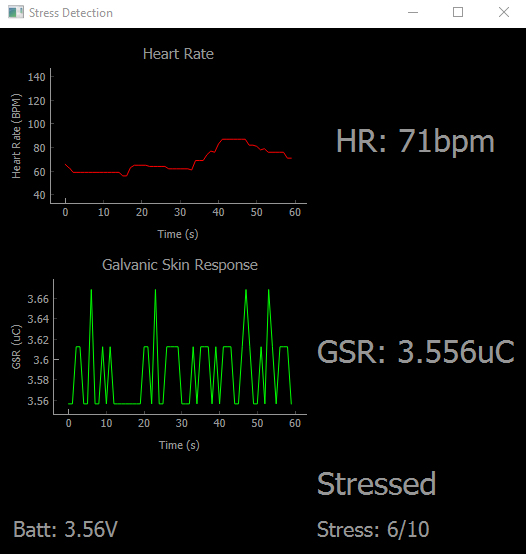 Stress Detection
Heart Rate
140
120
100
80
60
40
Heart Rate (BPM)
0 10 20 30 40 50 60
Time (s)
HR: 71bpm
Galvanic Skin Response
3.66
3.64
3.62
3.6
3.58
3.56
GSR (uC)
0 10 20 30 40 50 60
Time (s)
GSR: 3.556uC
Stressed
Batt: 3.56V
Stress: 6/10